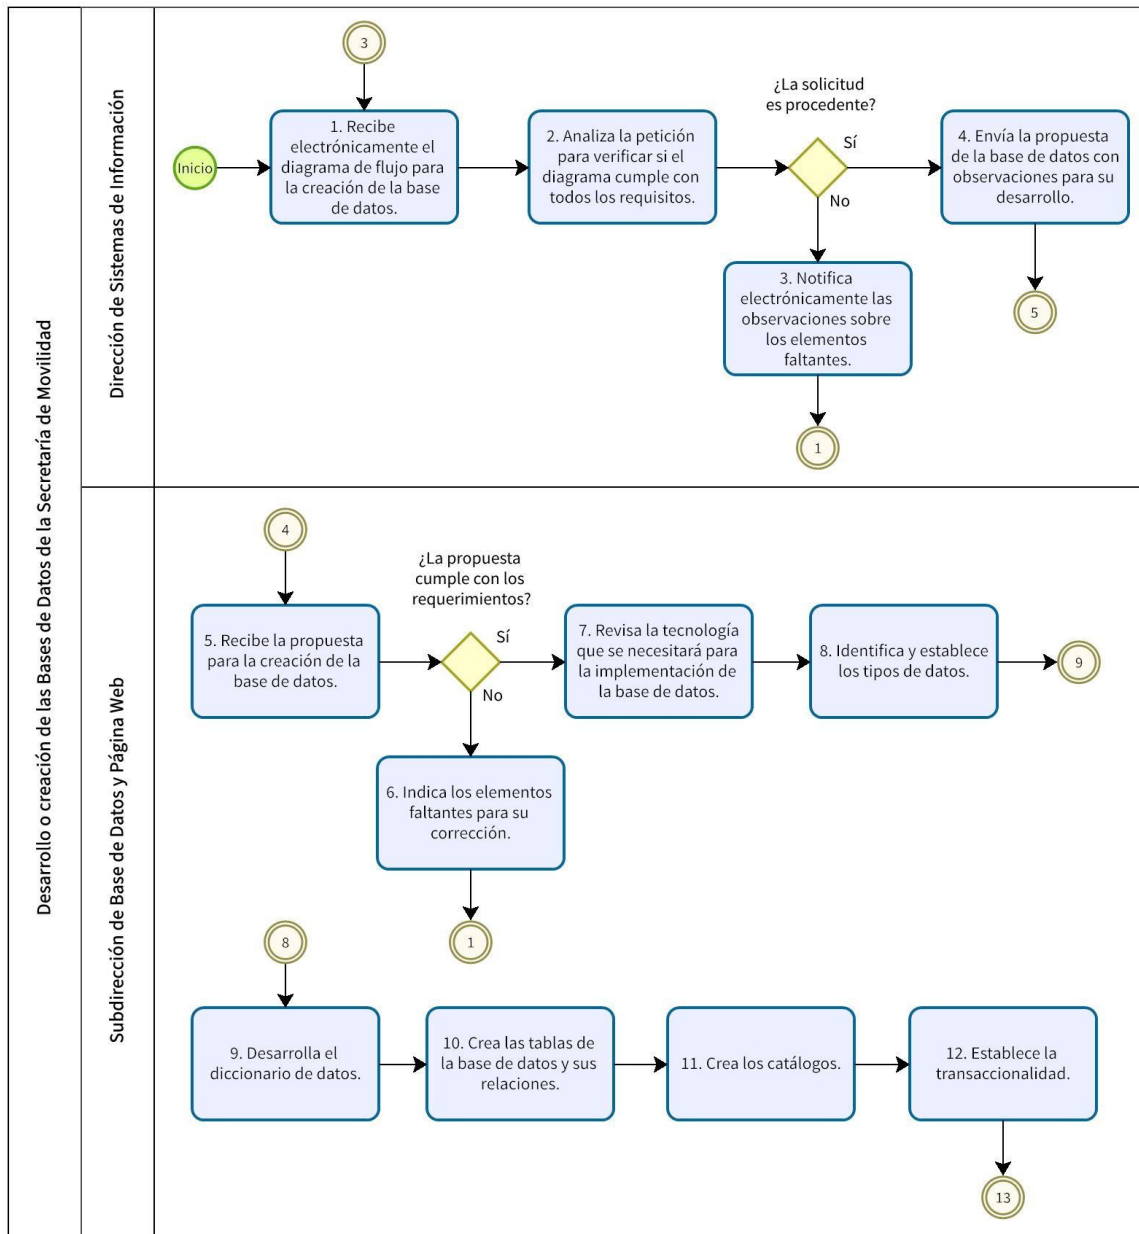 Desarrollo o creación de las Bases de Datos de la Secretaría de Movilidad
Dirección de Sistemas de Información
3
Inicio
1. Recibe
electrónicamente el
diagrama de flujo para
la creación de la base
de datos.
2. Analiza la petición
para verificar si el
diagrama cumple con
todos los requisitos.
¿La solicitud
es procedente?
Sí
No
4. Envía la propuesta
de la base de datos con
observaciones para su
desarrollo.
3. Notifica
electrónicamente las
observaciones sobre
los elementos
faltantes.
5
1
Subdirección de Base de Datos y Página Web
4
5. Recibe la propuesta
para la creación de la
base de datos.
¿La propuesta
cumple con los
requerimientos?
Sí
No
7. Revisa la tecnología
que se necesitará para
la implementación de
la base de datos.
8. Identifica y establece
los tipos de datos.
9
6. Indica los elementos
faltantes para su
corrección.
1
8
9. Desarrolla el
diccionario de datos.
10. Crea las tablas de
la base de datos y sus
relaciones.
11. Crea los catálogos.
12. Establece la
transaccionalidad.
13